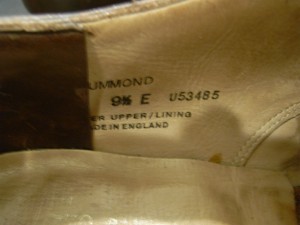 UMMOND
9½ E U53485
ER UPPER/LINING
DE IN ENGLAND